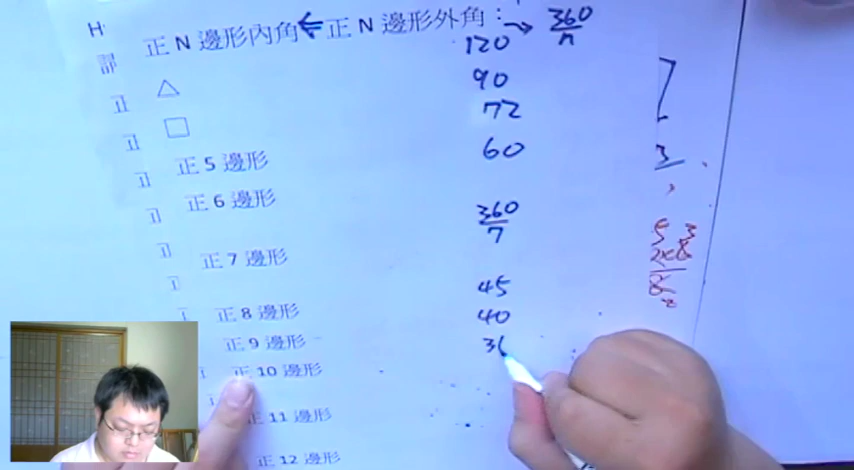 正 N 邊形內角 ← 正 N 邊形外角：→ 360/n
120
△ 90
□ 72
正 5 邊形 60
正 6 邊形
360/7
正 7 邊形
正 8 邊形 45
正 9 邊形 40
正 10 邊形
正 11 邊形
正 12 邊形